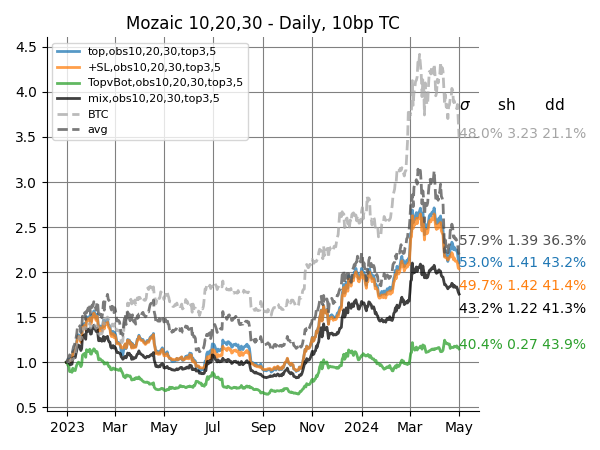 Mozaic 10,20,30 - Daily, 10bp TC
top,obs10,20,30,top3,5
+SL,obs10,20,30,top3,5
TopvBot,obs10,20,30,top3,5
mix,obs10,20,30,top3,5
BTC
avg
4.5
4.0
3.5
3.0
2.5
2.0
1.5
1.0
0.5
σ sh dd
48.0% 3.23 21.1%
57.9% 1.39 36.3%
53.0% 1.41 43.2%
49.7% 1.42 41.4%
43.2% 1.22 41.3%
40.4% 0.27 43.9%
2023 Mar May Jul Sep Nov 2024 Mar May